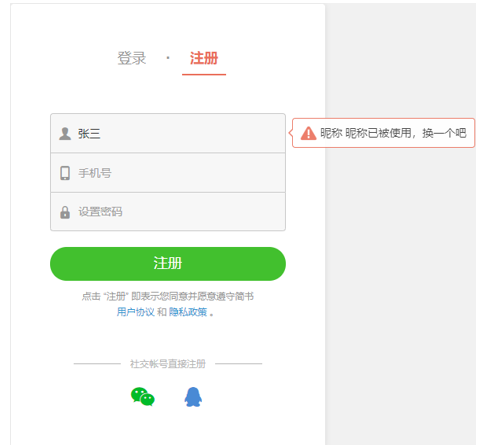 登录 · 注册
张三
昵称 昵称已被使用，换一个吧
手机号
设置密码
注册
点击 “注册” 即表示您同意并愿意遵守简书
用户协议 和 隐私政策 。
社交帐号直接注册